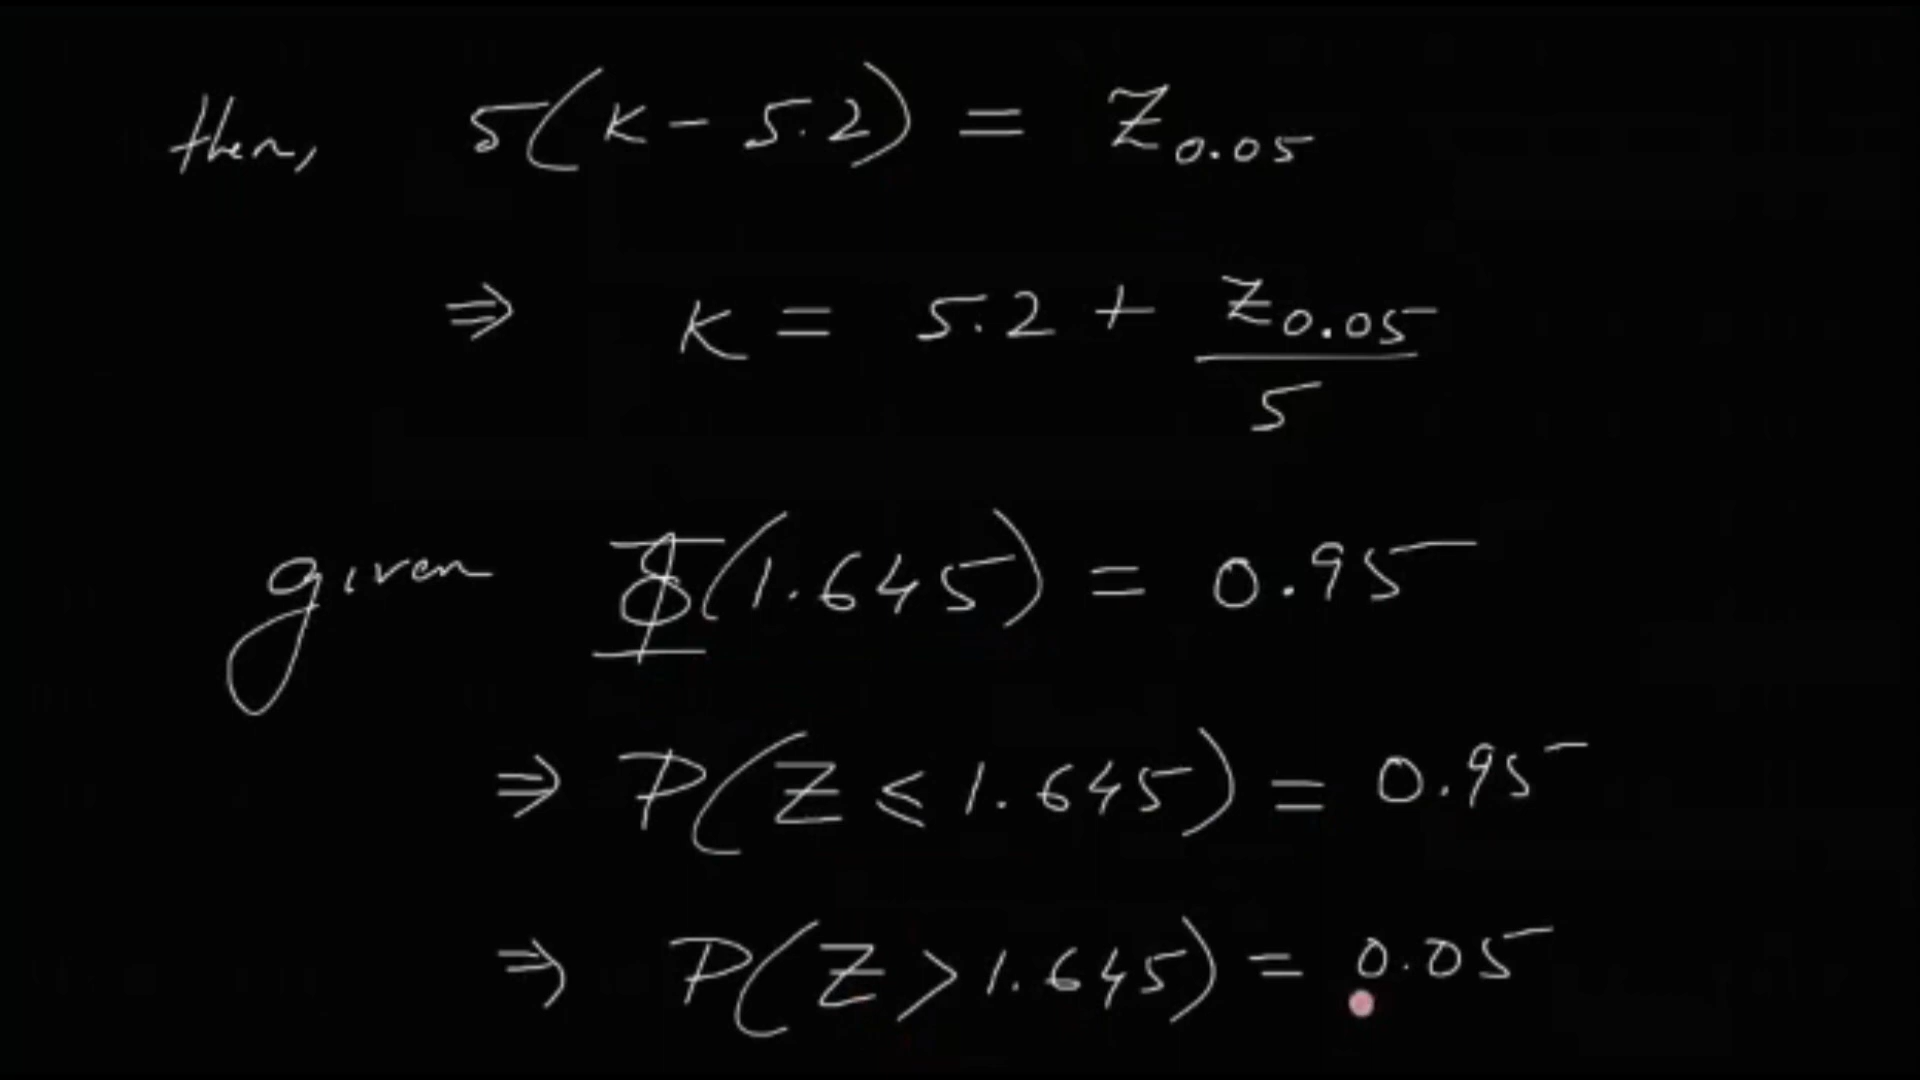 then, 5(K - 5.2) = Z₀.₀₅
⇒ K = 5.2 + Z₀.₀₅ / 5
given Φ(1.645) = 0.95
⇒ P(Z ≤ 1.645) = 0.95
⇒ P(Z > 1.645) = 0.05